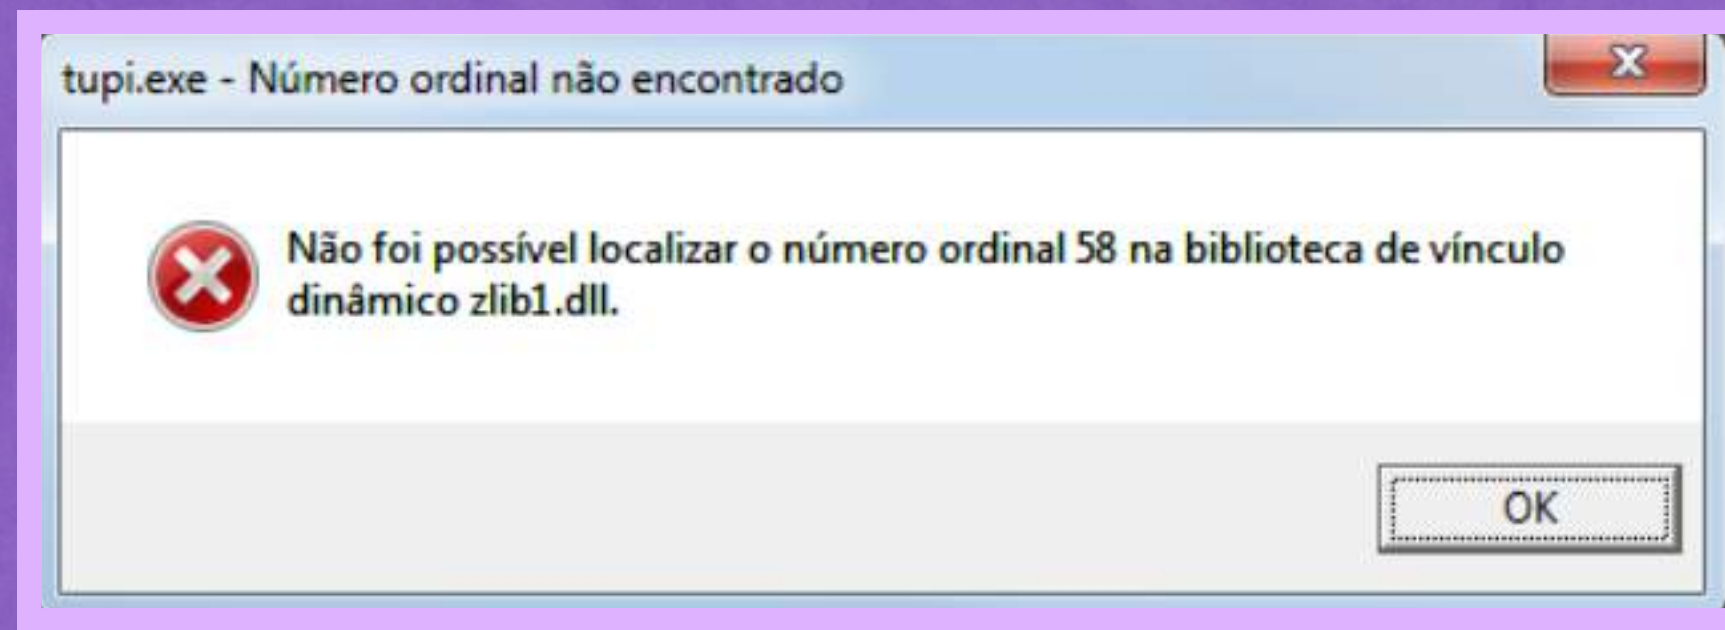 tupi.exe - Número ordinal não encontrado
Não foi possível localizar o número ordinal 58 na biblioteca de vínculo
dinâmico zlib1.dll.
OK